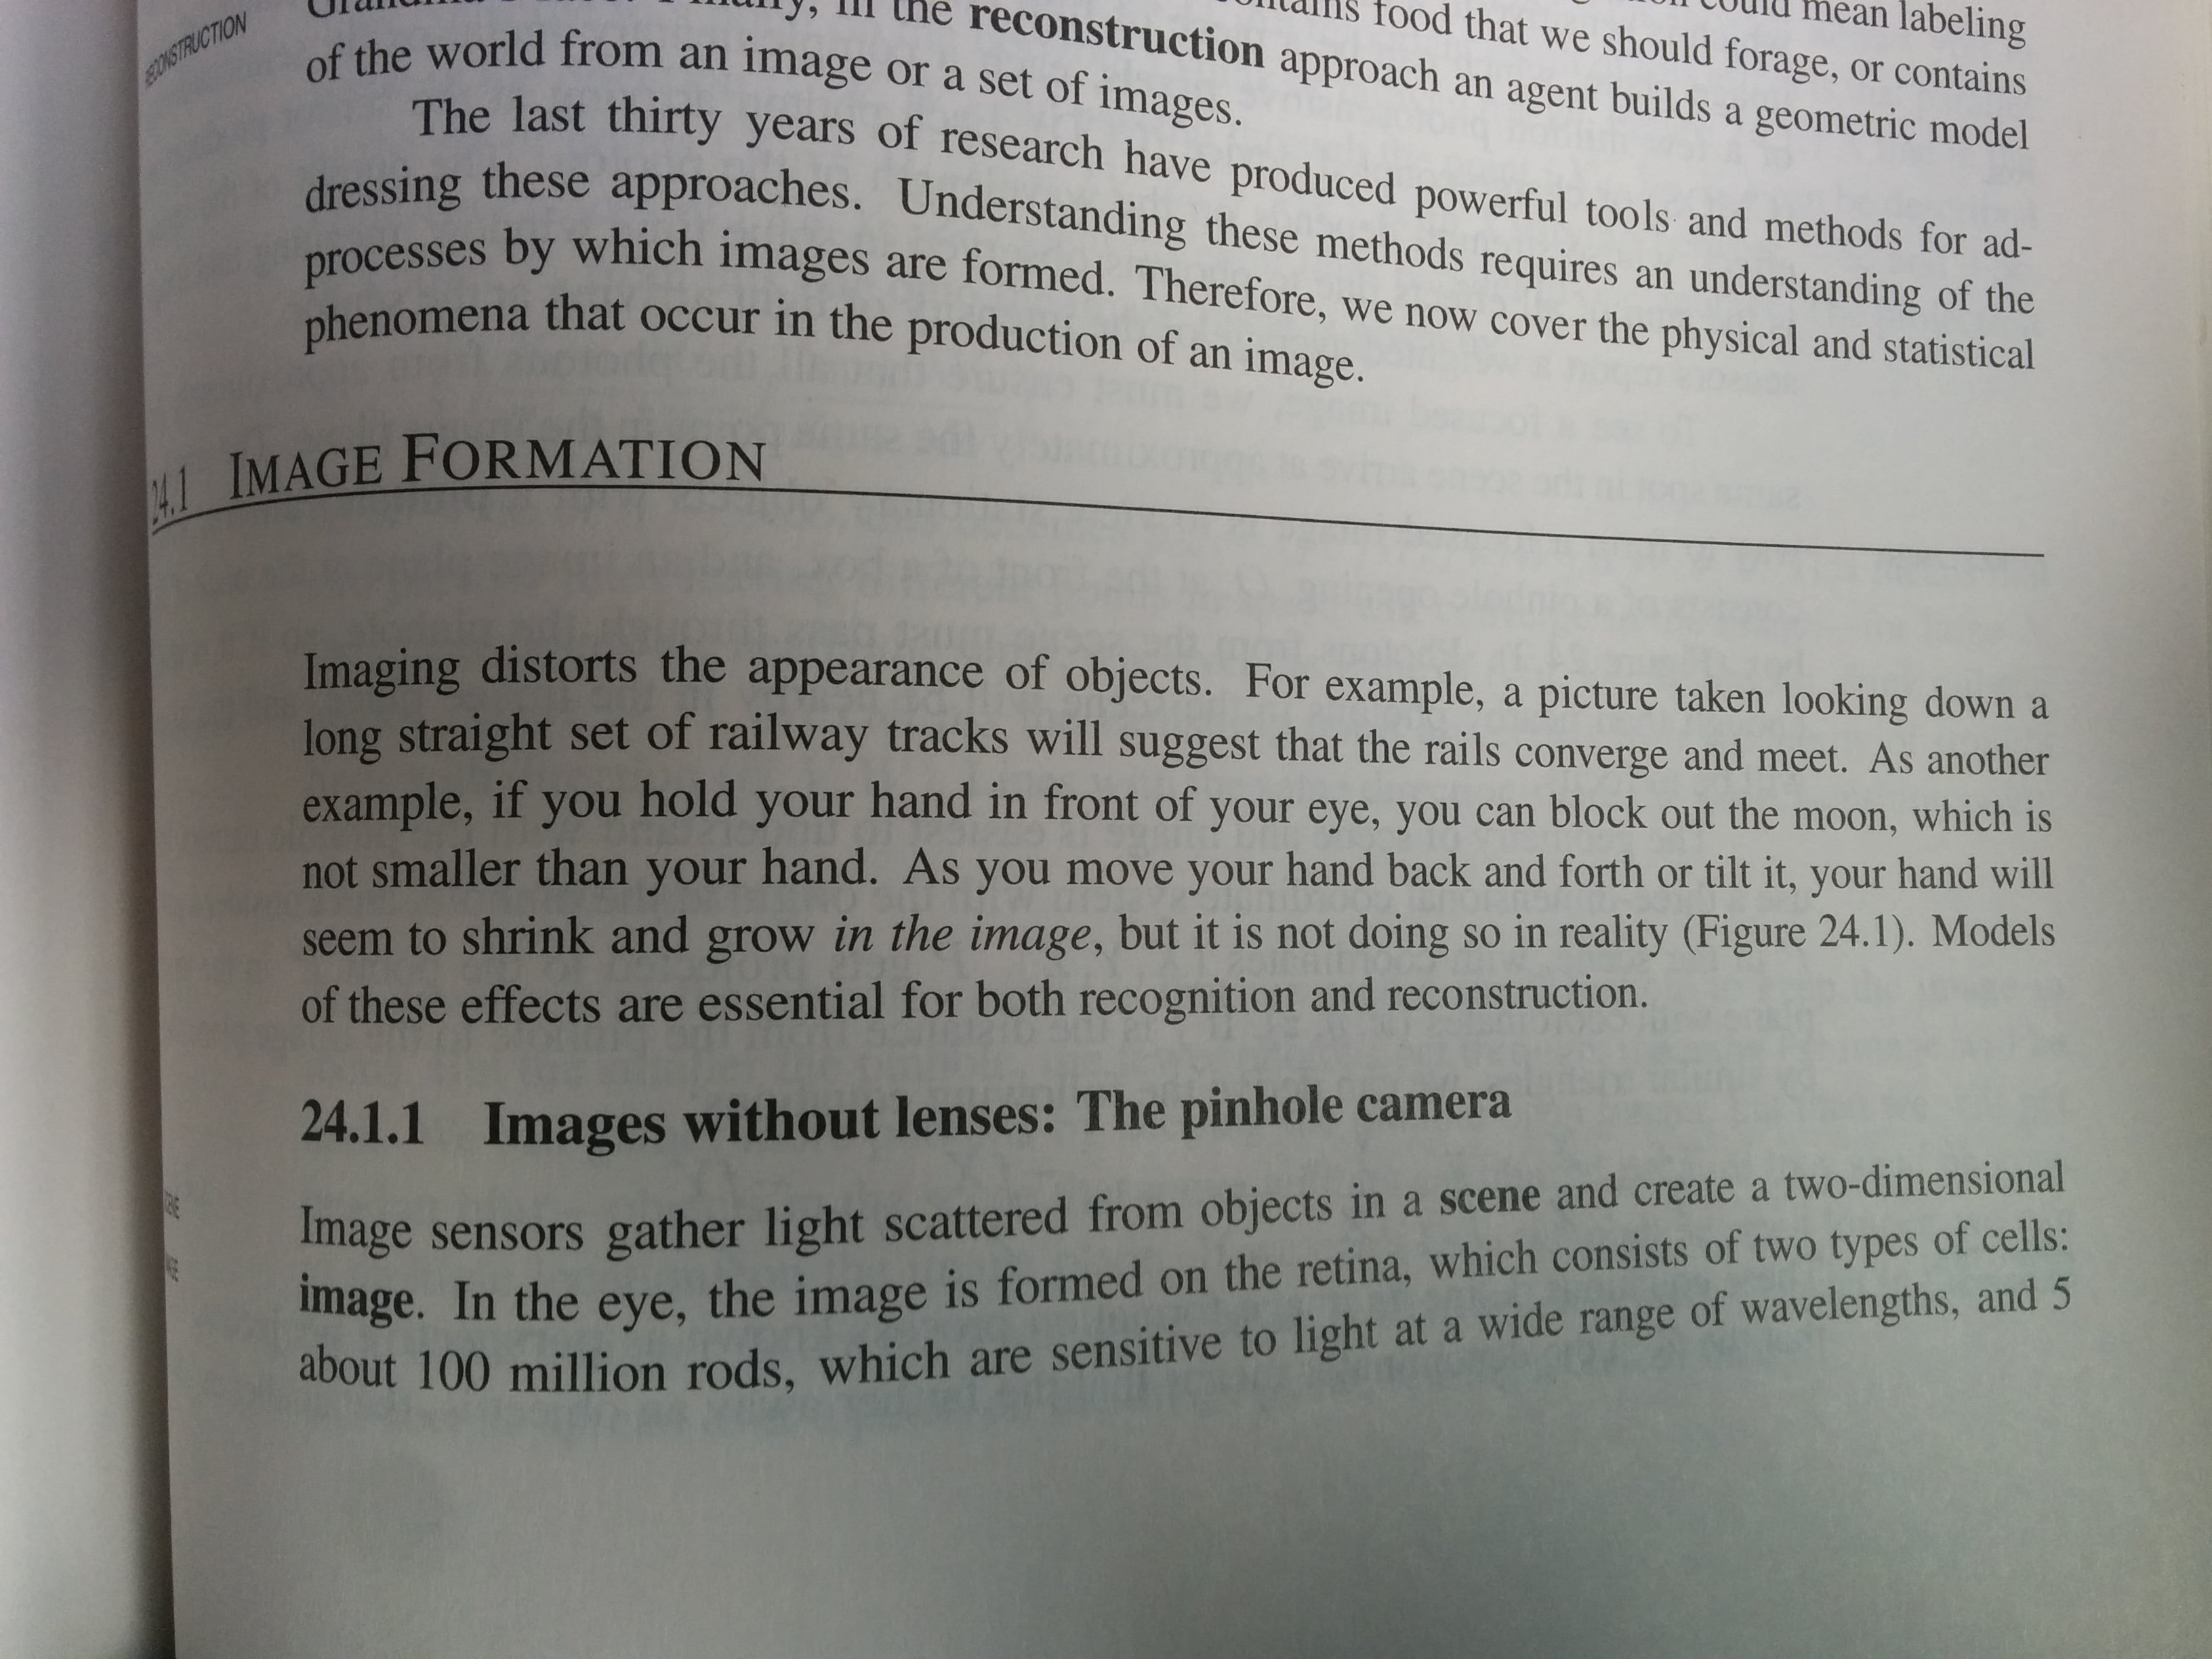 could mean labeling
food that we should forage, or contains
RECONSTRUCTION
in the reconstruction approach an agent builds a geometric model
of the world from an image or a set of images.
The last thirty years of research have produced powerful tools and methods for ad-
dressing these approaches. Understanding these methods requires an understanding of the
processes by which images are formed. Therefore, we now cover the physical and statistical
phenomena that occur in the production of an image.
24.1 IMAGE FORMATION
Imaging distorts the appearance of objects. For example, a picture taken looking down a
long straight set of railway tracks will suggest that the rails converge and meet. As another
example, if you hold your hand in front of your eye, you can block out the moon, which is
not smaller than your hand. As you move your hand back and forth or tilt it, your hand will
seem to shrink and grow in the image, but it is not doing so in reality (Figure 24.1). Models
of these effects are essential for both recognition and reconstruction.
24.1.1 Images without lenses: The pinhole camera
Image sensors gather light scattered from objects in a scene and create a two-dimensional
image. In the eye, the image is formed on the retina, which consists of two types of cells:
about 100 million rods, which are sensitive to light at a wide range of wavelengths, and 5